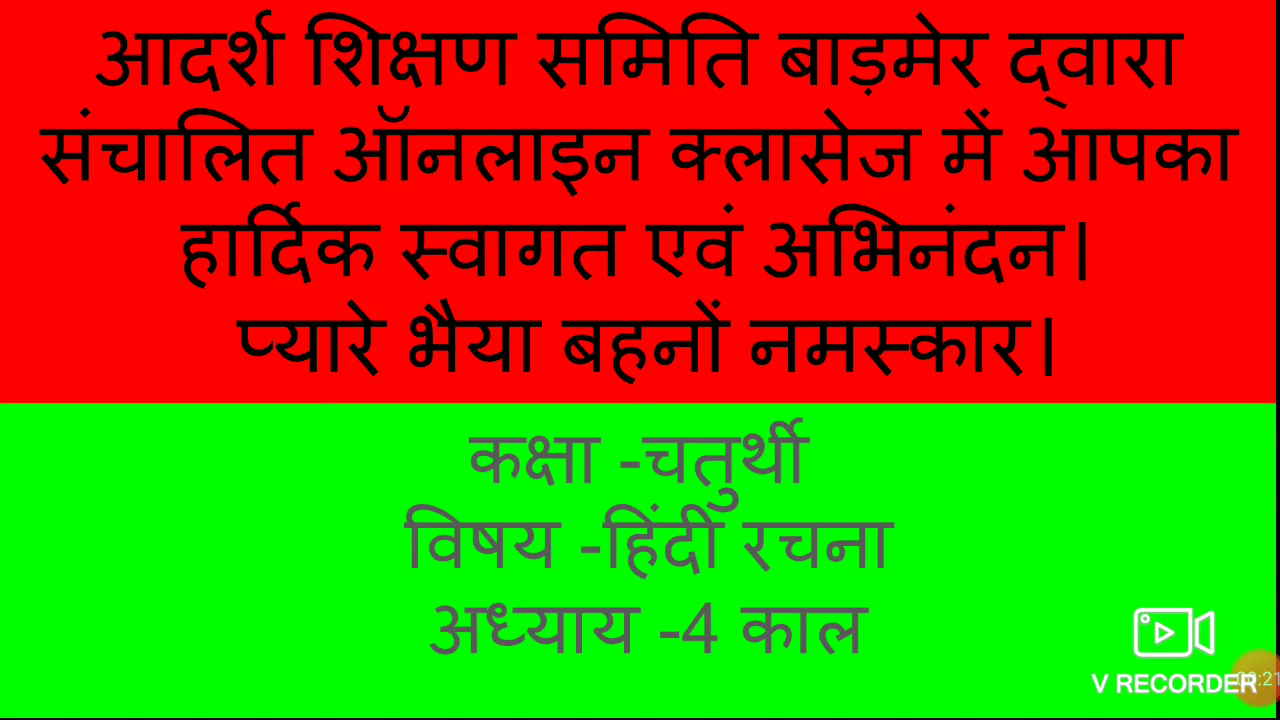 आदर्श शिक्षण समिति बाड़मेर द्वारा
संचालित ऑनलाइन क्लासेज में आपका
हार्दिक स्वागत एवं अभिनंदन।
प्यारे भैया बहनों नमस्कार।
कक्षा -चतुर्थी
विषय -हिंदी रचना
अध्याय -4 काल
V RECORDER